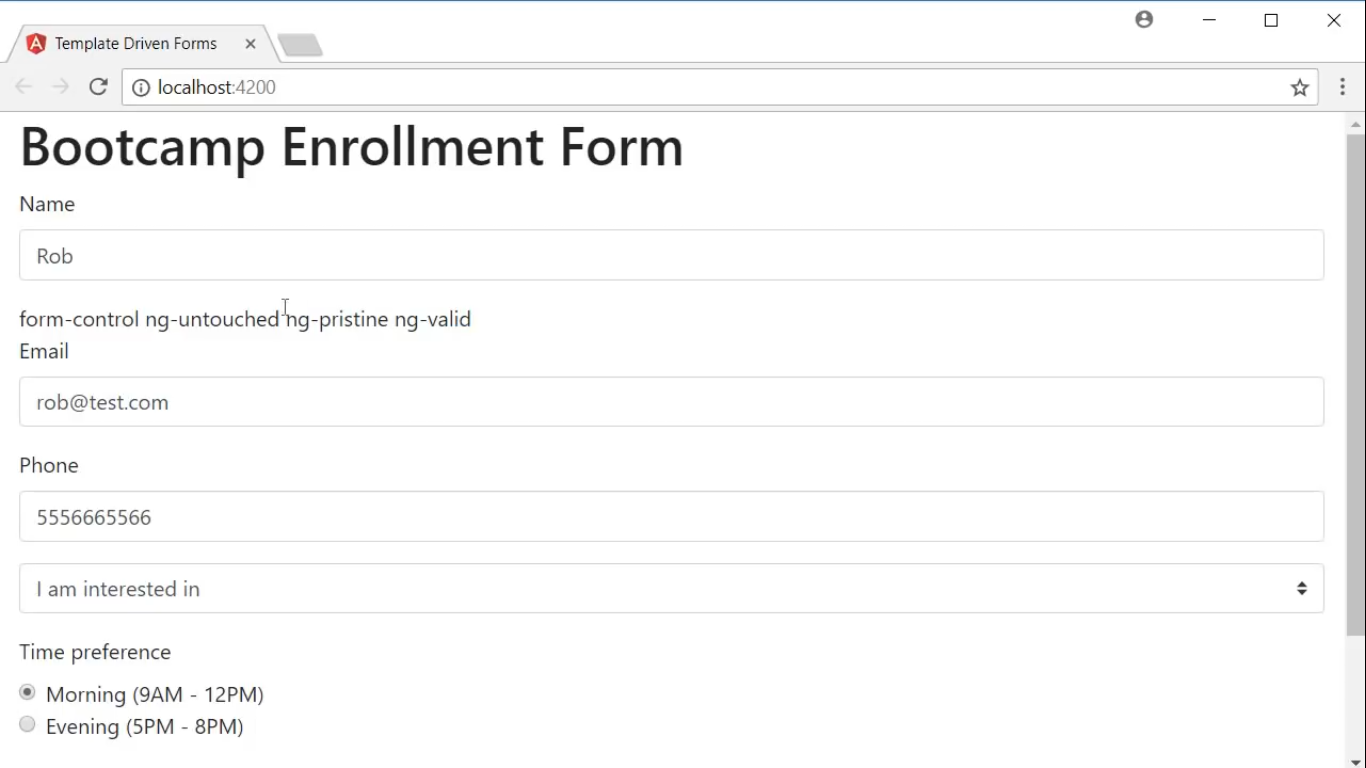 Template Driven Forms
localhost:4200
Bootcamp Enrollment Form
Name
Rob
form-control ng-untouched ng-pristine ng-valid
Email
rob@test.com
Phone
5556665566
I am interested in
Time preference
Morning (9AM - 12PM)
Evening (5PM - 8PM)